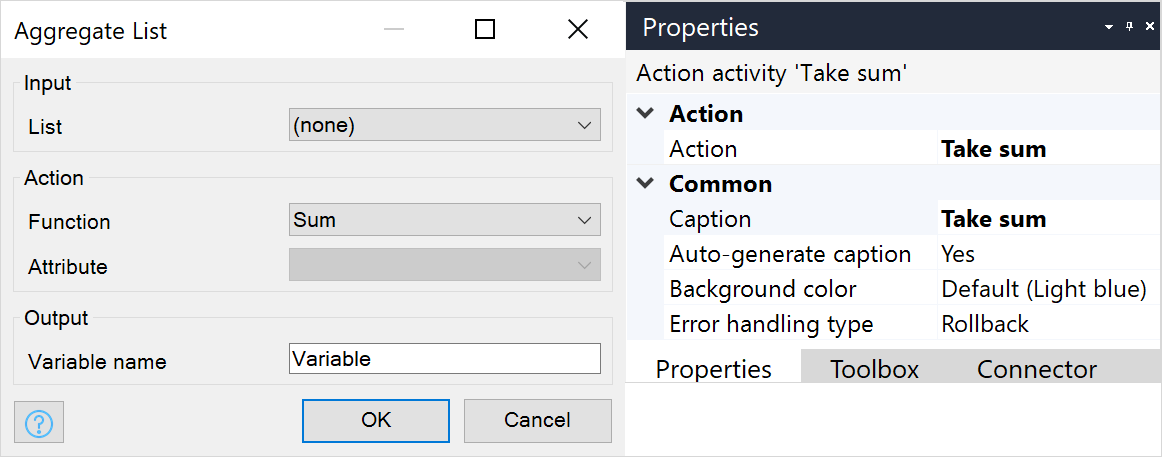 Aggregate List
Input
List (none)
Action
Function Sum
Attribute
Output
Variable name Variable
? OK Cancel
Properties
Action activity 'Take sum'
Action
Action Take sum
Common
Caption Take sum
Auto-generate caption Yes
Background color Default (Light blue)
Error handling type Rollback
Properties Toolbox Connector